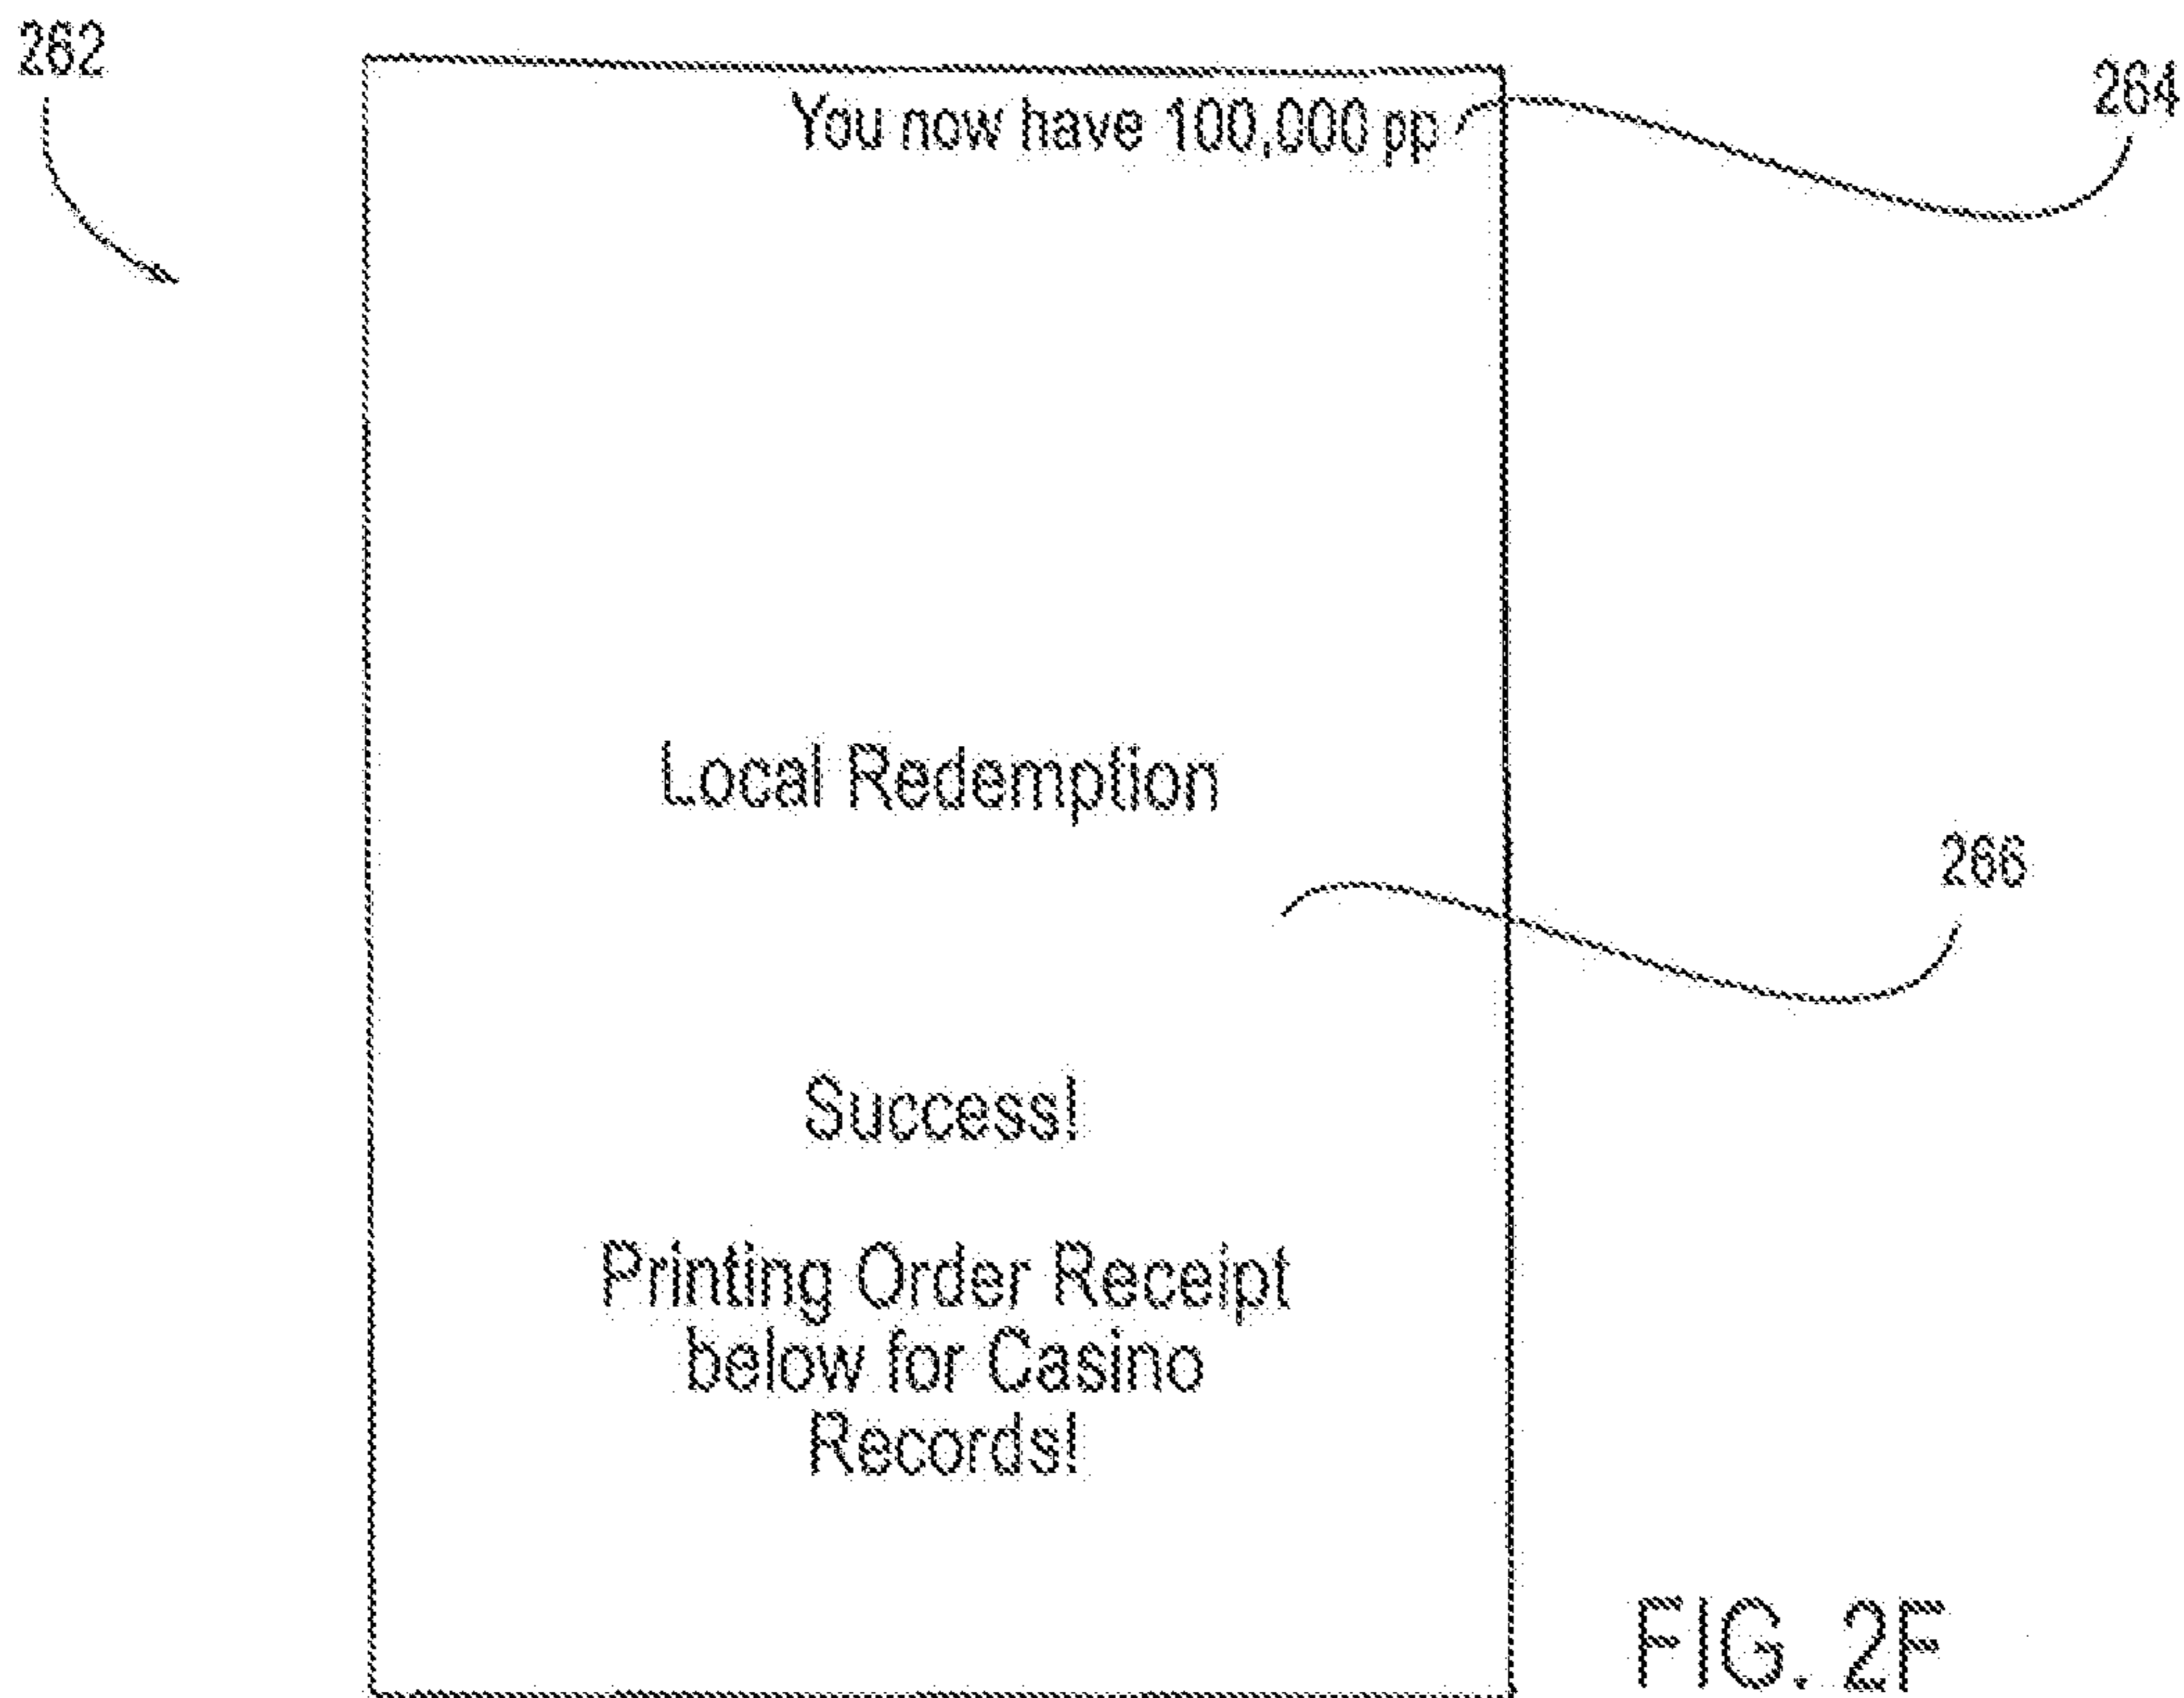 262
264
You now have 100,000 pp
Local Redemption
266
Success!
Printing Order Receipt
below for Casino
Records!
FIG. 2F